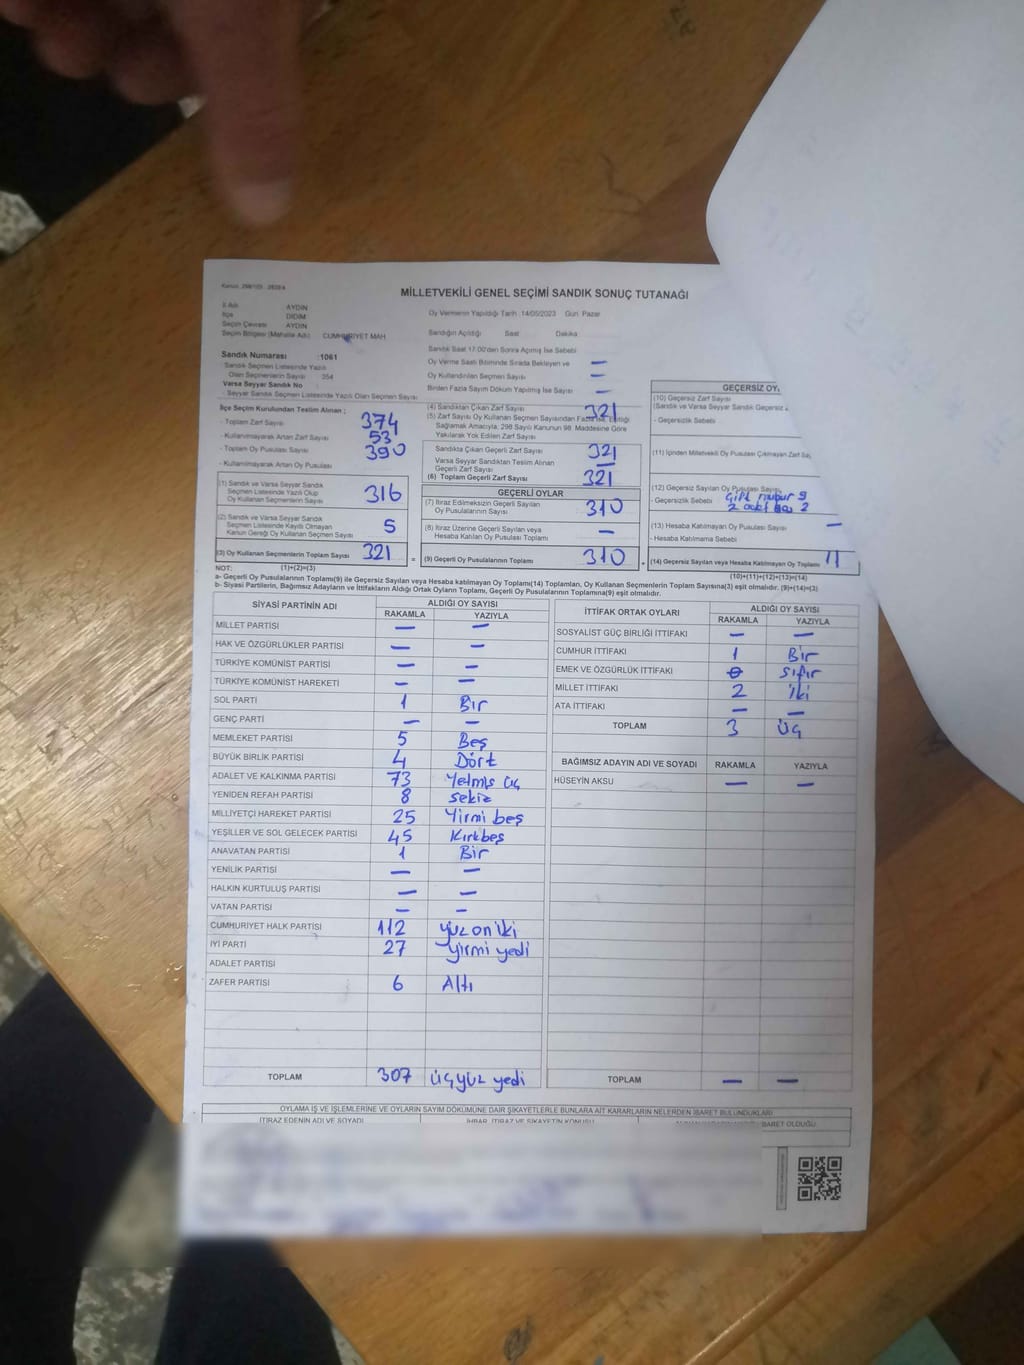 MİLLETVEKİLİ GENEL SEÇİMİ SANDIK SONUÇ TUTANAĞI
İl Adı AYDIN
İlçe DİDİM
Seçim Çevresi AYDIN
Seçim Bölgesi (Mahalle Adı) CUMHURİYET MAH
Sandık Numarası :1061
Sandık Seçmen Listesinde Yazılı
Olan Seçmenlerin Sayısı 354
Varsa Seyyar Sandık No
Seyyar Sandık Seçmen Listesinde Yazılı Olan Seçmen Sayısı
Oy Vermenin Yapıldığı Tarih :14/05/2023 Gün: Pazar
Sandığın Açıldığı Saat Dakika
Sandık Saat 17:00'den Sonra Açılmış İse Sebebi
Oy Verme Saati Bitiminde Sırada Bekleyen ve —
Oy Kullandırılan Seçmen Sayısı —
Birden Fazla Sayım Döküm Yapılmış İse Sayısı —
İlçe Seçim Kurulundan Teslim Alınan ;
- Toplam Zarf Sayısı 374
- Kullanılmayarak Artan Zarf Sayısı 53
- Toplam Oy Pusulası Sayısı 390
- Kullanılmayarak Artan Oy Pusulası
(1) Sandık ve Varsa Seyyar Sandık
Seçmen Listesinde Yazılı Olup
Oy Kullanan Seçmenlerin Sayısı 316
(2) Sandık ve Varsa Seyyar Sandık
Seçmen Listesinde Kayıtlı Olmayan
Kanun Gereği Oy Kullanan Seçmen Sayısı 5
(3) Oy Kullanan Seçmenlerin Toplam Sayısı 321
(4) Sandıktan Çıkan Zarf Sayısı 321
(5) Zarf Sayısı Oy Kullanan Seçmen Sayısından Fazla ise, Eşitliği
Sağlamak Amacıyla, 298 Sayılı Kanunun 98. Maddesine Göre
Yakılarak Yok Edilen Zarf Sayısı
Sandıkta Çıkan Geçerli Zarf Sayısı 321
Varsa Seyyar Sandıktan Teslim Alınan
Geçerli Zarf Sayısı —
(6) Toplam Geçerli Zarf Sayısı 321
GEÇERLİ OYLAR
(7) İtiraz Edilmeksizin Geçerli Sayılan
Oy Pusulalarının Sayısı 310
(8) İtiraz Üzerine Geçerli Sayılan veya
Hesaba Katılan Oy Pusulası Toplamı —
= (9) Geçerli Oy Pusulalarının Toplamı 310
GEÇERSİZ
(10) Geçersiz Zarf Sayısı
(Sandık ve Varsa Seyyar Sandık Geçersiz
- Geçersizlik Sebebi
(11) İçinden Milletvekili Oy Pusulası Çıkmayan Zarf
(12) Geçersiz Sayılan Oy Pusulası Sayısı
- Geçersizlik Sebebi 9
2 2
(13) Hesaba Katılmayan Oy Pusulası Sayısı —
- Hesaba Katılmama Sebebi
+ (14) Geçersiz Sayılan veya Hesaba Katılmayan Oy Toplamı 11
NOT: (1)+(2)=(3) (10)+(11)+(12)+(13)=(14)
a- Geçerli Oy Pusulalarının Toplamı(9) ile Geçersiz Sayılan veya Hesaba katılmayan Oy Toplamı(14) Toplamları, Oy Kullanan Seçmenlerin Toplam Sayısına(3) eşit olmalıdır. (9)+(14)=(3)
b- Siyasi Partilerin, Bağımsız Adayların ve İttifakların Aldığı Ortak Oyların Toplamı, Geçerli Oy Pusulalarının Toplamına(9) eşit olmalıdır.
SİYASİ PARTİNİN ADI ALDIĞI OY SAYISI
RAKAMLA YAZIYLA
MİLLET PARTİSİ — —
HAK VE ÖZGÜRLÜKLER PARTİSİ — —
TÜRKİYE KOMÜNİST PARTİSİ — —
TÜRKİYE KOMÜNİST HAREKETİ — —
SOL PARTİ 1 Bir
GENÇ PARTİ — —
MEMLEKET PARTİSİ 5 Beş
BÜYÜK BİRLİK PARTİSİ 4 Dört
ADALET VE KALKINMA PARTİSİ 73 Yetmiş üç
YENİDEN REFAH PARTİSİ 8 sekiz
MİLLİYETÇİ HAREKET PARTİSİ 25 Yirmi beş
YEŞİLLER VE SOL GELECEK PARTİSİ 45 Kırkbeş
ANAVATAN PARTİSİ 1 Bir
YENİLİK PARTİSİ — —
HALKIN KURTULUŞ PARTİSİ — —
VATAN PARTİSİ — —
CUMHURİYET HALK PARTİSİ 112 yüz on iki
İYİ PARTİ 27 yirmi yedi
ADALET PARTİSİ
ZAFER PARTİSİ 6 Altı
TOPLAM 307 üçyüz yedi
İTTİFAK ORTAK OYLARI ALDIĞI OY SAYISI
RAKAMLA YAZIYLA
SOSYALİST GÜÇ BİRLİĞİ İTTİFAKI — —
CUMHUR İTTİFAKI 1 Bir
EMEK VE ÖZGÜRLÜK İTTİFAKI 0 sıfır
MİLLET İTTİFAKI 2 iki
ATA İTTİFAKI — —
TOPLAM 3 üç
BAĞIMSIZ ADAYIN ADI VE SOYADI RAKAMLA YAZIYLA
HÜSEYİN AKSU — —
TOPLAM — —
OYLAMA İŞ VE İŞLEMLERİNE VE OYLARIN SAYIM DÖKÜMÜNE DAİR ŞİKAYETLERLE BUNLARA AİT KARARLARIN NELERDEN İBARET BULUNDUKLARI
İTİRAZ EDENİN ADI VE SOYADI İHBAR, İTİRAZ VE ŞİKAYETİN KONUSU İBARET OLDUĞU